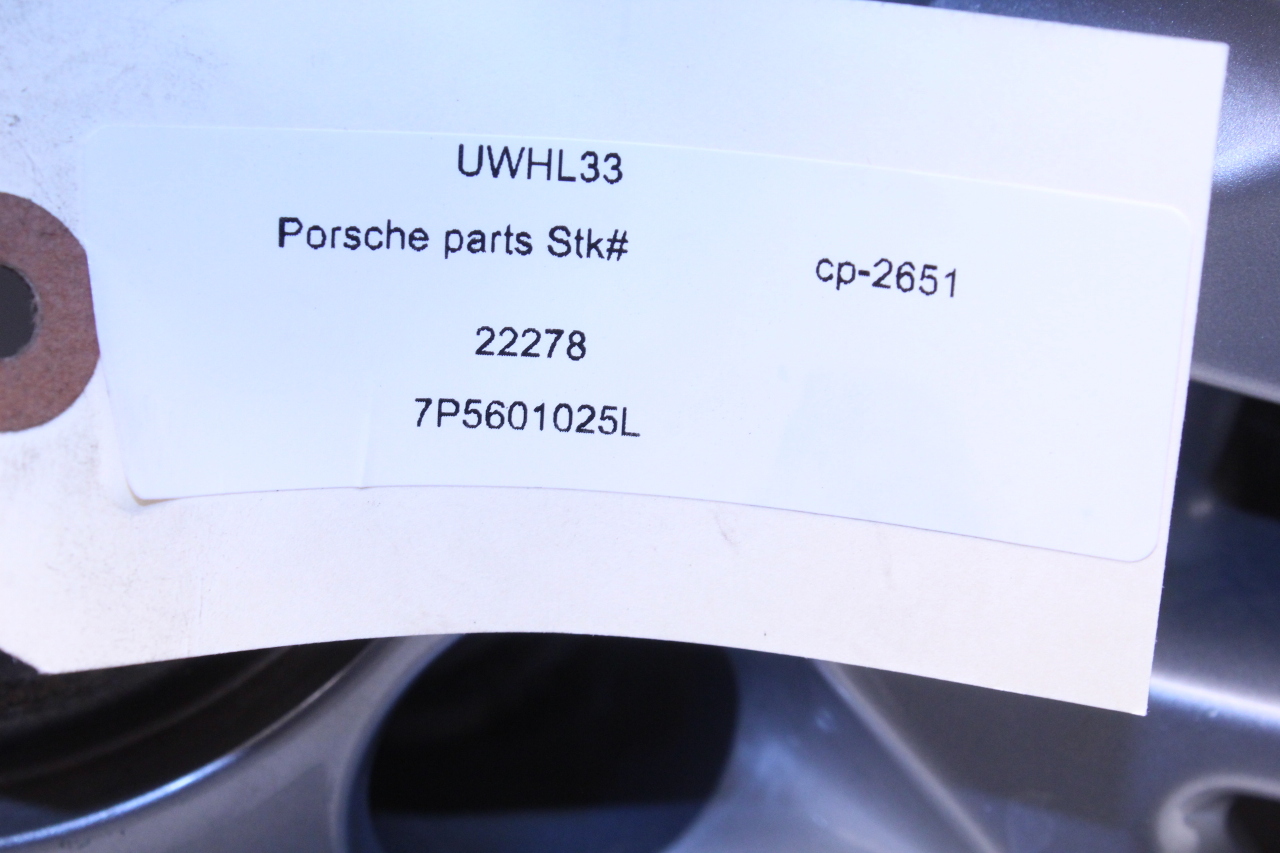 UWHL33
Porsche parts Stk#
cp-2651
22278
7P5601025L